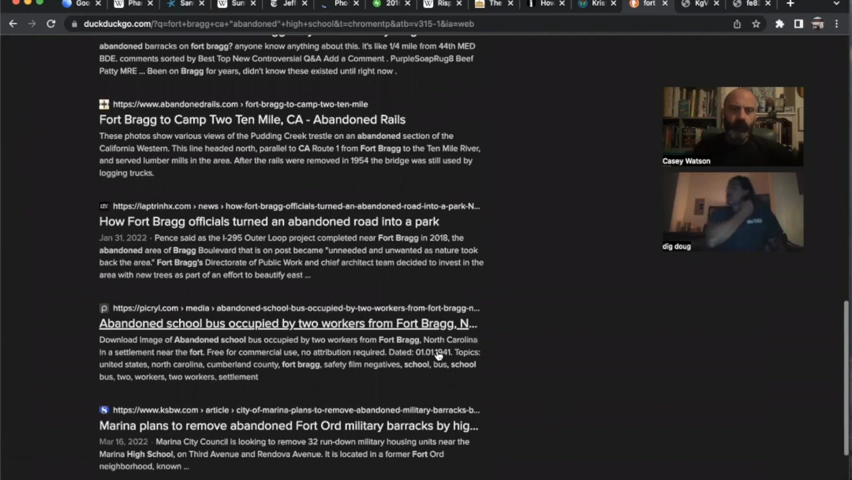 Goo
Pha
San
Sun
The
Jeff
201
Pho
Risp
The
How
Kris
fort
KgV
fe8
duckduckgo.com/?q=fort+bragg+ca+"abandoned"+high+school&t=chromentp&atb=v315-1&ia=web
abandoned barracks on fort bragg? anyone know anything about this. It's like 1/4 mile from 44th MED
BDE. comments sorted by Best Top New Controversial Q&A Add a Comment . PurpleSoapRug8 Beef
Patty MRE ... Been on Bragg for years, didn't know these existed until right now .
https://www.abandonedrails.com › fort-bragg-to-camp-two-ten-mile
Fort Bragg to Camp Two Ten Mile, CA - Abandoned Rails
These photos show various views of the Pudding Creek trestle on an abandoned section of the
California Western. This line headed north, parallel to CA Route 1 from Fort Bragg to the Ten Mile River,
and served lumber mills in the area. After the rails were removed in 1954 the bridge was still used by
logging trucks.
https://laptrinhx.com › news › how-fort-bragg-officials-turned-an-abandoned-road-into-a-park-N...
How Fort Bragg officials turned an abandoned road into a park
Jan 31, 2022 · Pence said as the I-295 Outer Loop project completed near Fort Bragg in 2018, the
abandoned area of Bragg Boulevard that is on post became "unneeded and unwanted as nature took
back the area." Fort Bragg's Directorate of Public Work and chief architect team decided to invest in the
area with new trees as part of an effort to beautify east ...
https://picryl.com › media › abandoned-school-bus-occupied-by-two-workers-from-fort-bragg-n...
Abandoned school bus occupied by two workers from Fort Bragg, N...
Download Image of Abandoned school bus occupied by two workers from Fort Bragg, North Carolina
in a settlement near the fort. Free for commercial use, no attribution required. Dated: 01.01.1941. Topics:
united states, north carolina, cumberland county, fort bragg, safety film negatives, school, bus, school
bus, two, workers, two workers, settlement
https://www.ksbw.com › article › city-of-marina-plans-to-remove-abandoned-military-barracks-b...
Marina plans to remove abandoned Fort Ord military barracks by hig...
Mar 16, 2022 · Marina City Council is looking to remove 32 run-down military housing units near the
Marina High School, on Third Avenue and Rendova Avenue. It is located in a former Fort Ord
neighborhood, known ...
Casey Watson
dig doug